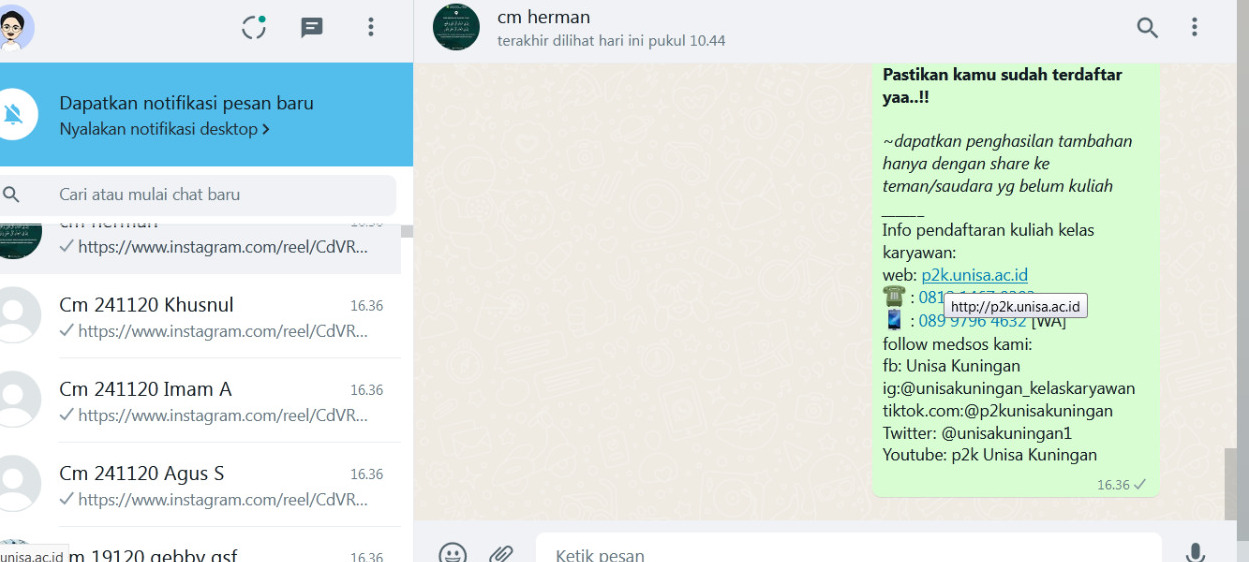 cm herman
terakhir dilihat hari ini pukul 10.44
Dapatkan notifikasi pesan baru
Nyalakan notifikasi desktop >
Cari atau mulai chat baru
cm herman 16.36
https://www.instagram.com/reel/CdVR...
Cm 241120 Khusnul 16.36
https://www.instagram.com/reel/CdVR...
Cm 241120 Imam A 16.36
https://www.instagram.com/reel/CdVR...
Cm 241120 Agus S 16.36
https://www.instagram.com/reel/CdVR...
m 19120 gebby gsf 16.36
unisa.ac.id
Pastikan kamu sudah terdaftar
yaa..!!
~dapatkan penghasilan tambahan
hanya dengan share ke
teman/saudara yg belum kuliah
______
Info pendaftaran kuliah kelas
karyawan:
web: p2k.unisa.ac.id
: 081
http://p2k.unisa.ac.id
: 089 9796 4632 [WA]
follow medsos kami:
fb: Unisa Kuningan
ig:@unisakuningan_kelaskaryawan
tiktok.com:@p2kunisakuningan
Twitter: @unisakuningan1
Youtube: p2k Unisa Kuningan
16.36
Ketik pesan